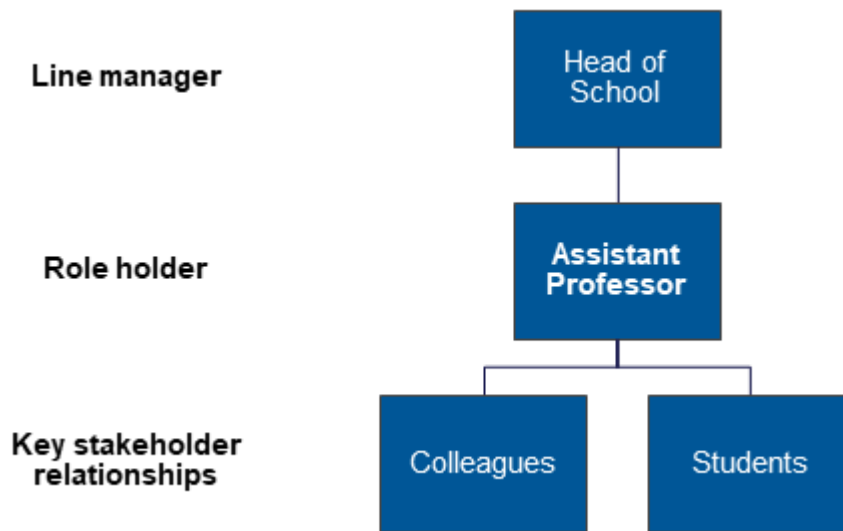 Line manager
Head of
School
Role holder
Assistant
Professor
Key stakeholder
relationships
Colleagues
Students